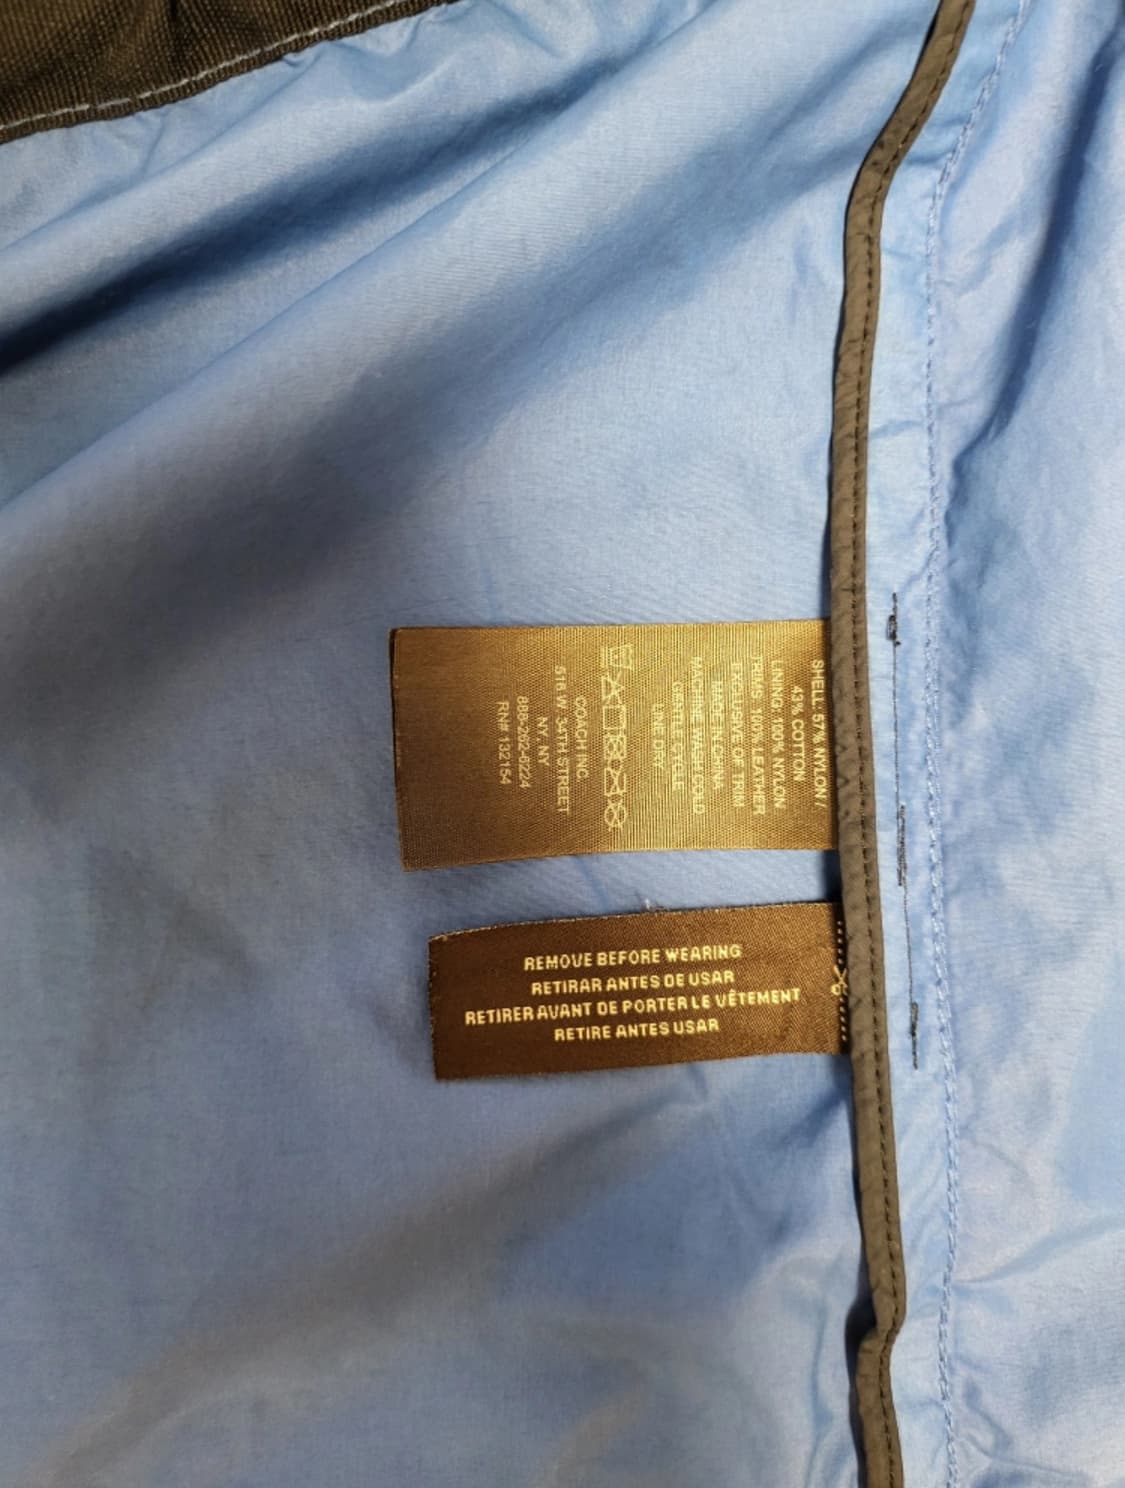 SHELL: 57% NYLON /
43% COTTON
LINING: 100% NYLON
TRIMS: 100% LEATHER
EXCLUSIVE OF TRIM
MADE IN CHINA
MACHINE WASH COLD
GENTLE CYCLE
LINE DRY
COACH INC.
516 W. 34TH STREET
NY, NY
888-262-6224
RN# 132154
REMOVE BEFORE WEARING
RETIRAR ANTES DE USAR
RETIRER AVANT DE PORTER LE VÊTEMENT
RETIRE ANTES USAR